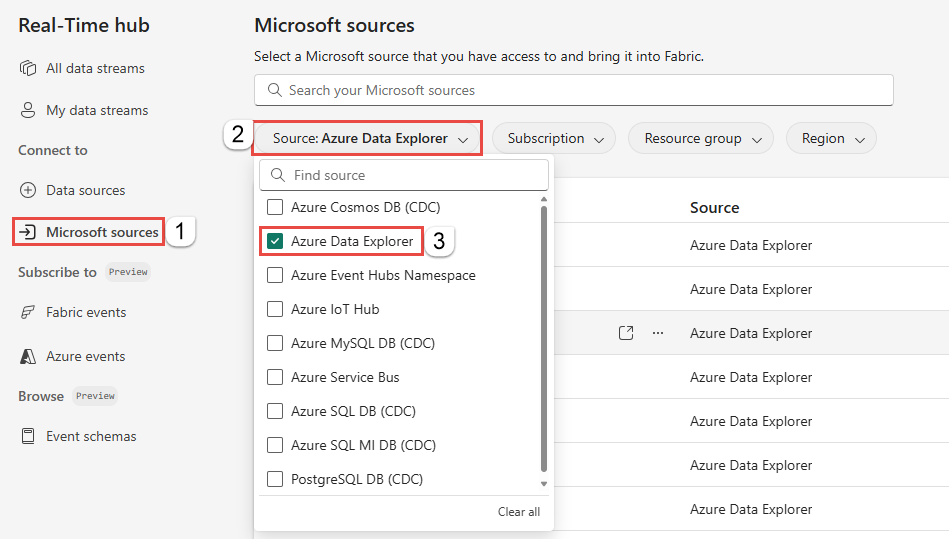 Real-Time hub
All data streams
My data streams
Connect to
Data sources
Microsoft sources 1
Subscribe to Preview
Fabric events
Azure events
Browse Preview
Event schemas
Microsoft sources
Select a Microsoft source that you have access to and bring it into Fabric.
Search your Microsoft sources
2 Source: Azure Data Explorer Subscription Resource group Region
Find source
Azure Cosmos DB (CDC)
Azure Data Explorer 3
Azure Event Hubs Namespace
Azure IoT Hub
Azure MySQL DB (CDC)
Azure Service Bus
Azure SQL DB (CDC)
Azure SQL MI DB (CDC)
PostgreSQL DB (CDC)
Clear all
Source
Azure Data Explorer
Azure Data Explorer
Azure Data Explorer
Azure Data Explorer
Azure Data Explorer
Azure Data Explorer
Azure Data Explorer